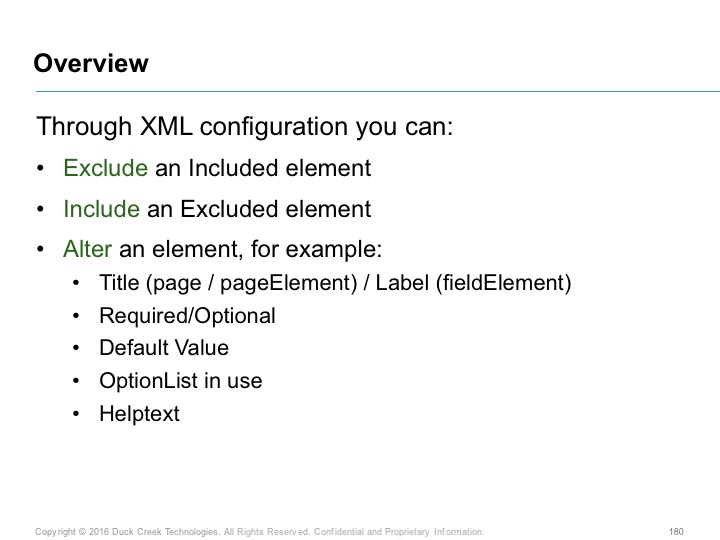 Overview
Through XML configuration you can:
• Exclude an Included element
• Include an Excluded element
• Alter an element, for example:
• Title (page / pageElement) / Label (fieldElement)
• Required/Optional
• Default Value
• OptionList in use
• Helptext
Copyright © 2016 Duck Creek Technologies. All Rights Reserved. Confidential and Proprietary Information. 180